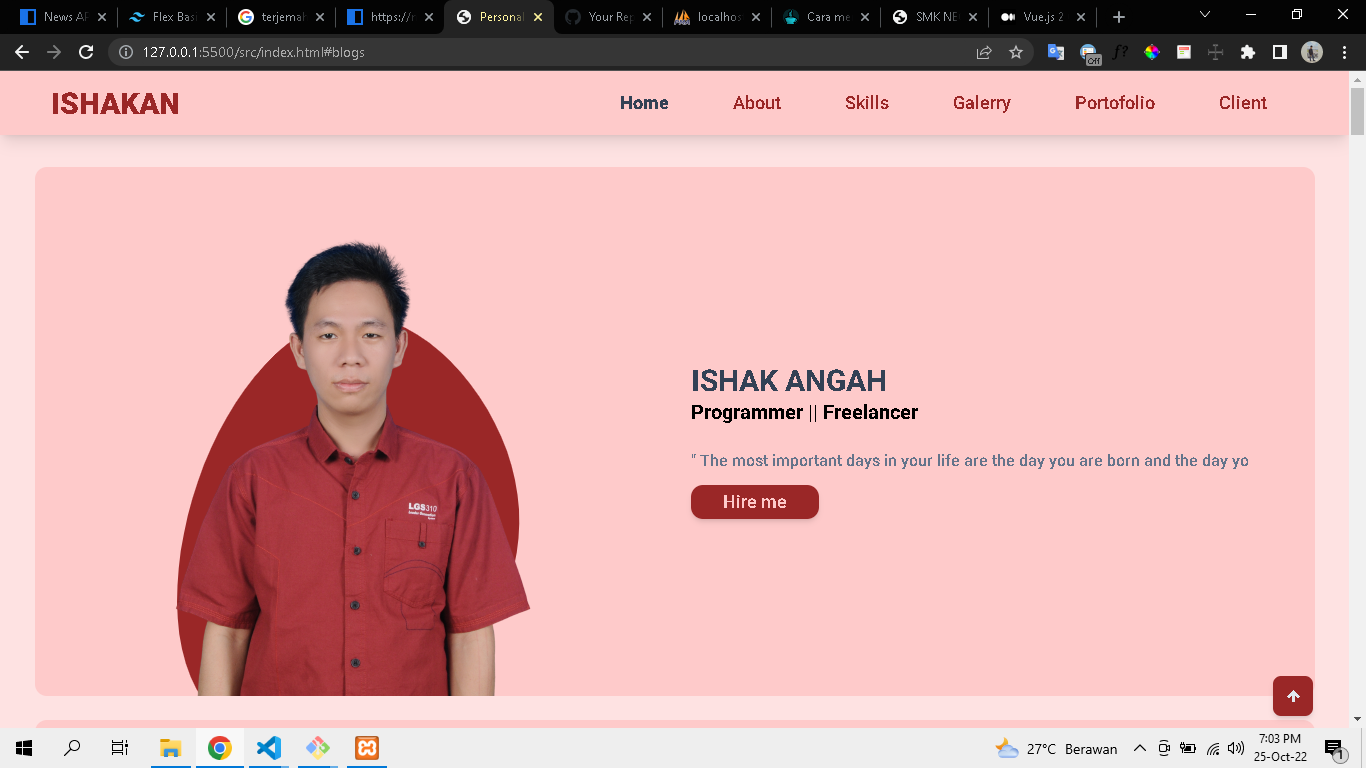 News AP
Flex Basi
terjemah
https://n
Personal
Your Rep
localhos
Cara me
SMK NE
Vue.js 2
127.0.0.1:5500/src/index.html#blogs
Off
f?
ISHAKAN
Home About Skills Galerry Portofolio Client
ISHAK ANGAH
Programmer || Freelancer
" The most important days in your life are the day you are born and the day yo
Hire me
LGS310
27°C Berawan
7:03 PM
25-Oct-22
1